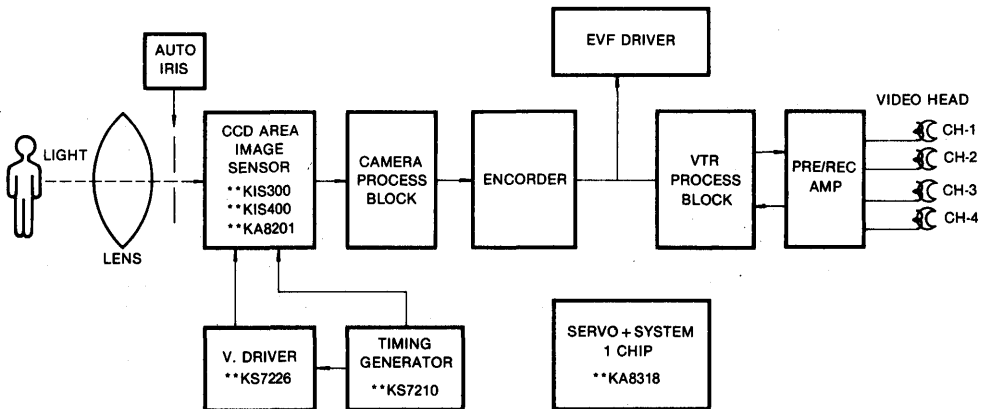 EVF DRIVER
AUTO
IRIS
VIDEO HEAD
LIGHT
LENS
CCD AREA
IMAGE
SENSOR
**KIS300
**KIS400
**KA8201
CAMERA
PROCESS
BLOCK
ENCORDER
VTR
PROCESS
BLOCK
PRE/REC
AMP
CH-1
CH-2
CH-3
CH-4
V. DRIVER
**KS7226
TIMING
GENERATOR
**KS7210
SERVO+SYSTEM
1 CHIP
**KA8318